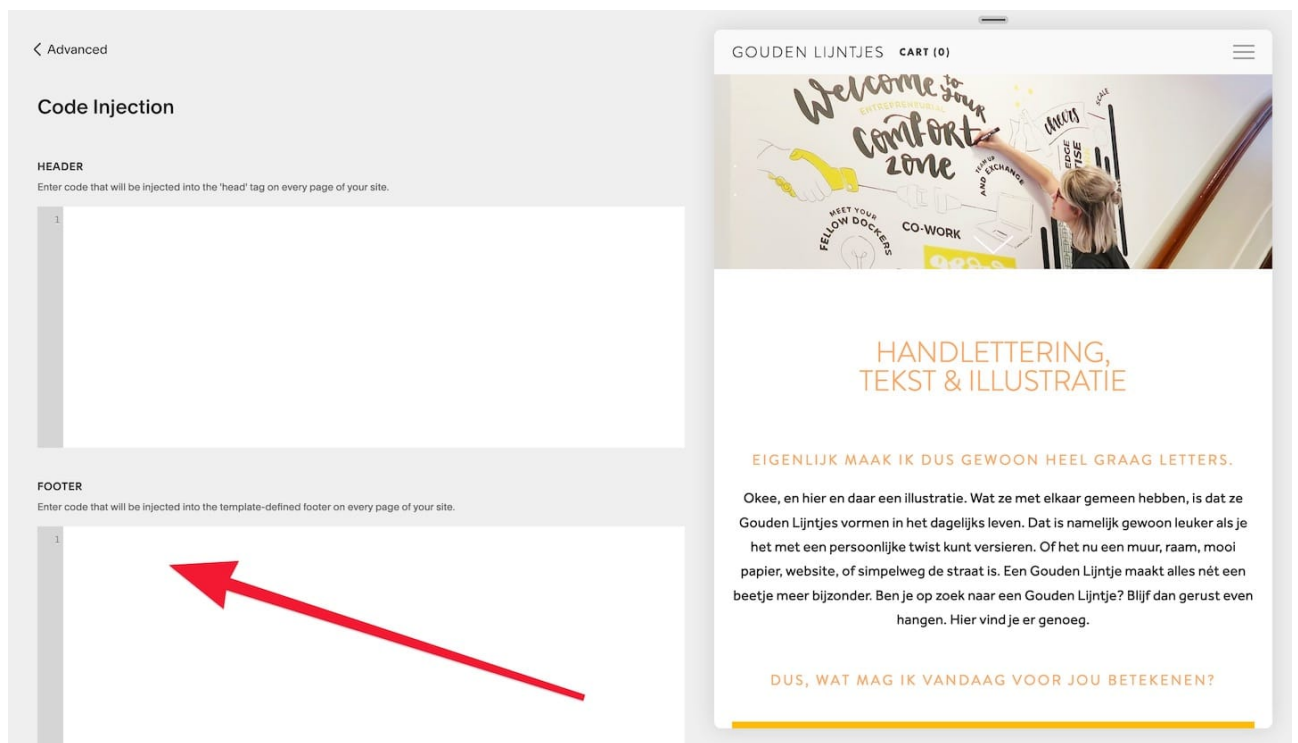 Advanced
Code Injection
HEADER
Enter code that will be injected into the 'head' tag on every page of your site.
1
FOOTER
Enter code that will be injected into the template-defined footer on every page of your site.
1
GOUDEN LIJNTJES CART (0)
Welcome to
your
ENTREPRENEURIAL
COMFORT
ZONE
cheers
SCALE
TEAM UP
AND EXCHANGE
MEET YOUR
FELLOW DOCKERS
CO-WORK
HANDLETTERING,
TEKST & ILLUSTRATIE
EIGENLIJK MAAK IK DUS GEWOON HEEL GRAAG LETTERS.
Okee, en hier en daar een illustratie. Wat ze met elkaar gemeen hebben, is dat ze
Gouden Lijntjes vormen in het dagelijks leven. Dat is namelijk gewoon leuker als je
het met een persoonlijke twist kunt versieren. Of het nu een muur, raam, mooi
papier, website, of simpelweg de straat is. Een Gouden Lijntje maakt alles nét een
beetje meer bijzonder. Ben je op zoek naar een Gouden Lijntje? Blijf dan gerust even
hangen. Hier vind je er genoeg.
DUS, WAT MAG IK VANDAAG VOOR JOU BETEKENEN?